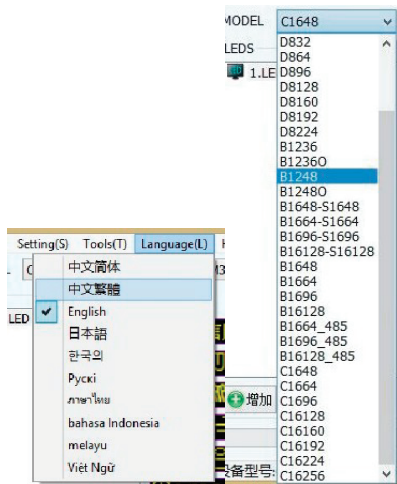 MODEL C1648
LEDS
1.LE
D832
D864
D896
D8128
D8160
D8192
D8224
B1236
B1236O
B1248
B1248O
B1648-S1648
B1664-S1664
B1696-S1696
B16128-S16128
B1648
B1664
B1696
B16128
B1664_485
B1696_485
B16128_485
C1648
C1664
C1696
C16128
C16160
C16192
C16224
C16256
增加
设备型号:
Setting(S) Tools(T) Language(L)
LED
中文简体
中文繁體
English
日本語
한국의
Русскі
ภาษาไทย
bahasa Indonesia
melayu
Việt Ngữ